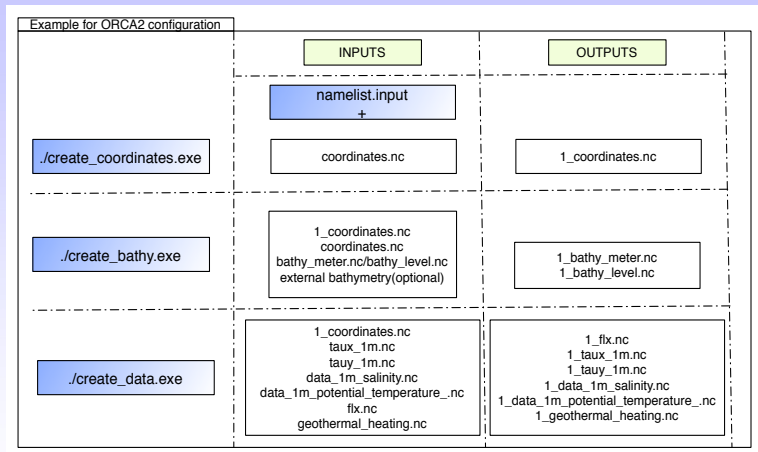 Example for ORCA2 configuration
INPUTS
OUTPUTS
namelist.input
+
./create_coordinates.exe
coordinates.nc
1_coordinates.nc
./create_bathy.exe
1_coordinates.nc
coordinates.nc
bathy_meter.nc/bathy_level.nc
external bathymetry(optional)
1_bathy_meter.nc
1_bathy_level.nc
./create_data.exe
1_coordinates.nc
taux_1m.nc
tauy_1m.nc
data_1m_salinity.nc
data_1m_potential_temperature_.nc
flx.nc
geothermal_heating.nc
1_flx.nc
1_taux_1m.nc
1_tauy_1m.nc
1_data_1m_salinity.nc
1_data_1m_potential_temperature_.nc
1_geothermal_heating.nc